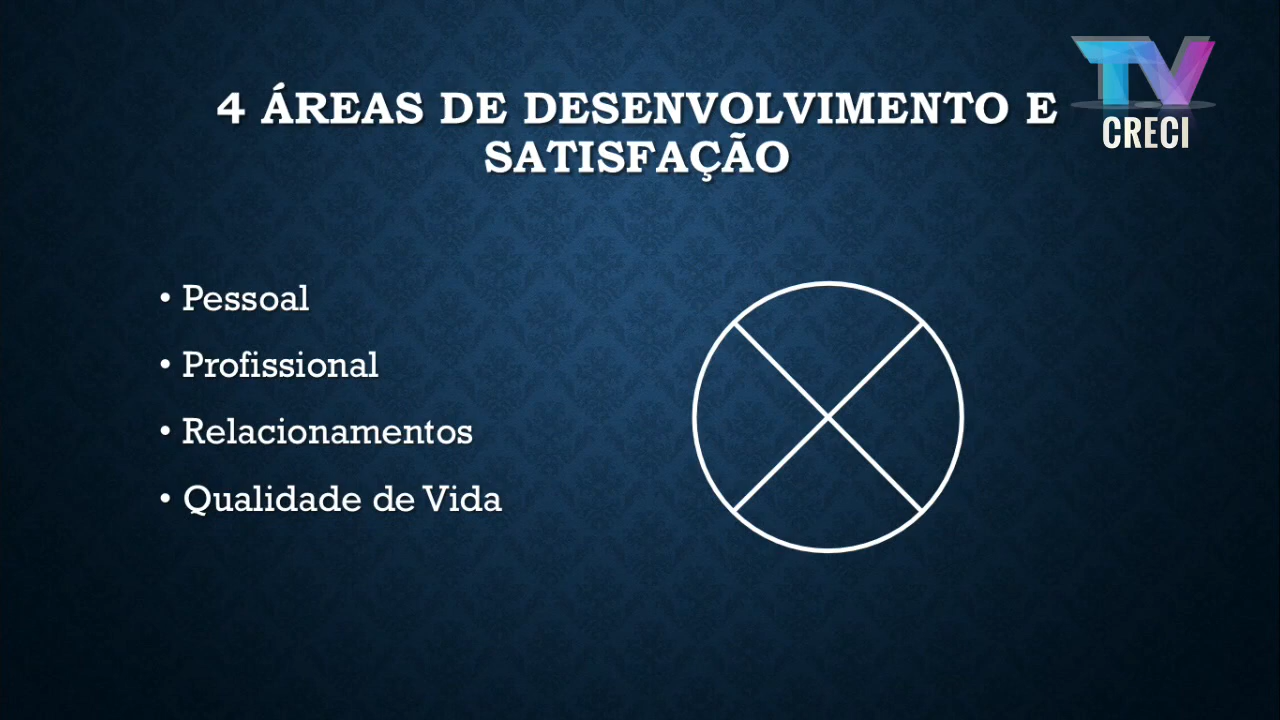 4 ÁREAS DE DESENVOLVIMENTO E
SATISFAÇÃO
TV
CRECI
• Pessoal
• Profissional
• Relacionamentos
• Qualidade de Vida